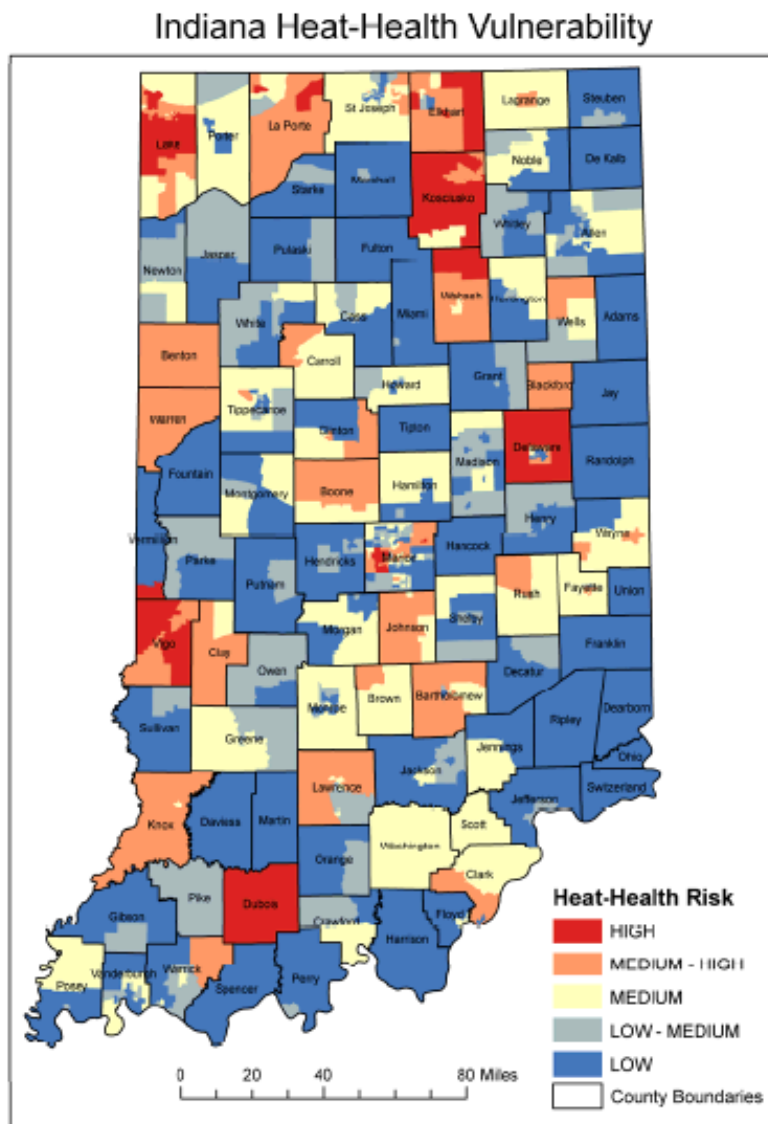 Indiana Heat-Health Vulnerability
Lake
Porter
La Porte
St Joseph
Elkhart
Lagrange
Steuben
Noble
De Kalb
Starke
Marshall
Kosciusko
Whitley
Allen
Newton
Jasper
Pulaski
Fulton
Wabash
Huntington
White
Cass
Miami
Wells
Adams
Benton
Carroll
Grant
Blackford
Jay
Howard
Warren
Tippecanoe
Clinton
Tipton
Delaware
Randolph
Madison
Fountain
Montgomery
Boone
Hamilton
Henry
Wayne
Vermillion
Parke
Hendricks
Marion
Hancock
Putnam
Rush
Fayette
Union
Morgan
Johnson
Shelby
Vigo
Clay
Owen
Decatur
Franklin
Monroe
Brown
Bartholomew
Sullivan
Greene
Ripley
Dearborn
Jennings
Jackson
Ohio
Lawrence
Jefferson
Switzerland
Knox
Daviess
Martin
Scott
Washington
Orange
Clark
Pike
Dubois
Gibson
Crawford
Floyd
Harrison
Posey
Vanderburgh
Warrick
Spencer
Perry
Heat-Health Risk
HIGH
MEDIUM - HIGH
MEDIUM
LOW - MEDIUM
LOW
County Boundaries
0 20 40 80 Miles